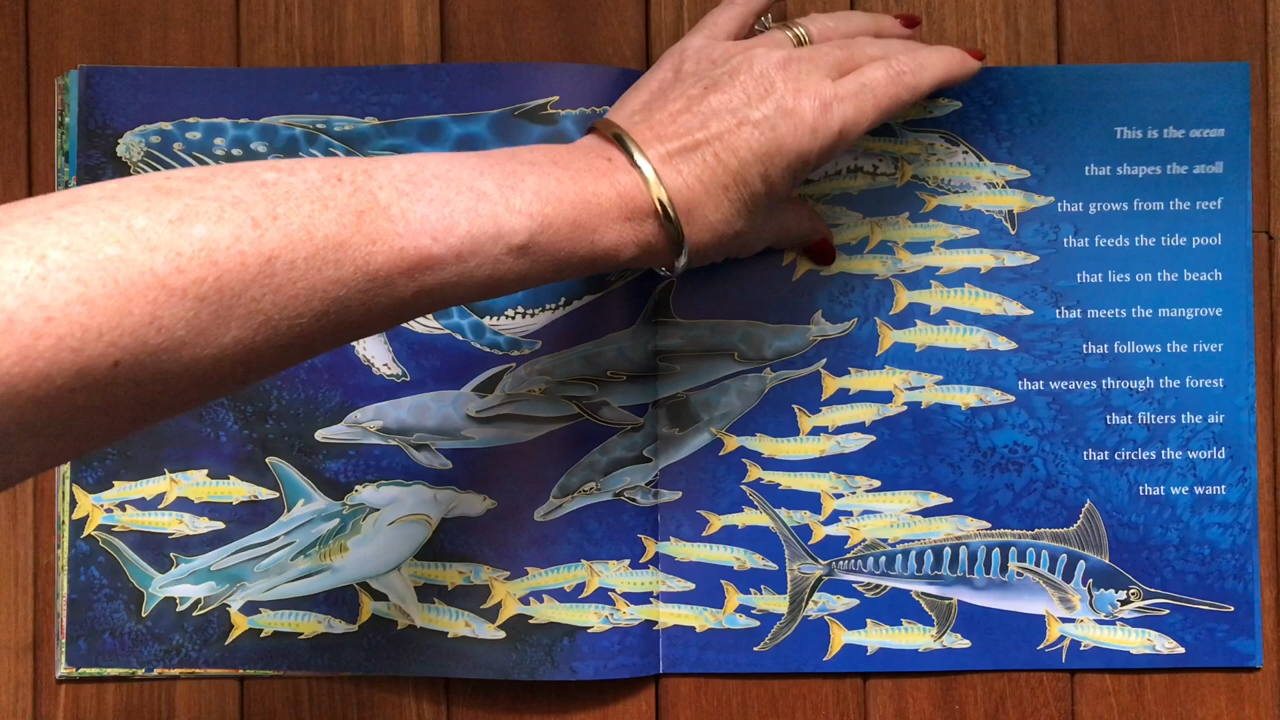 This is the ocean
that shapes the atoll
that grows from the reef
that feeds the tide pool
that lies on the beach
that meets the mangrove
that follows the river
that weaves through the forest
that filters the air
that circles the world
that we want